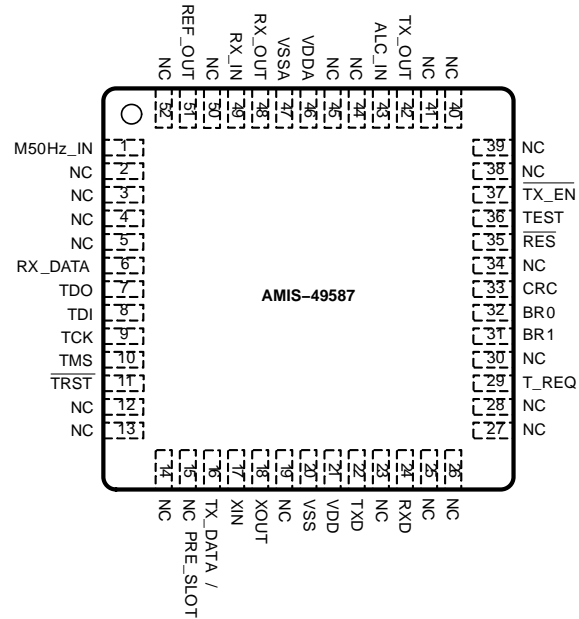 NC
REF_OUT
NC
RX_IN
RX_OUT
VSSA
VDDA
NC
NC
ALC_IN
TX_OUT
NC
NC
52
51
50
49
48
47
46
45
44
43
42
41
40
M50Hz_IN 1
NC 2
NC 3
NC 4
NC 5
RX_DATA 6
TDO 7
TDI 8
TCK 9
TMS 10
TRST 11
NC 12
NC 13
AMIS–49587
39 NC
38 NC
37 TX_EN
36 TEST
35 RES
34 NC
33 CRC
32 BR0
31 BR1
30 NC
29 T_REQ
28 NC
27 NC
14
15
16
17
18
19
20
21
22
23
24
25
26
NC
NC
TX_DATA /
PRE_SLOT
XIN
XOUT
NC
VSS
VDD
TXD
NC
RXD
NC
NC